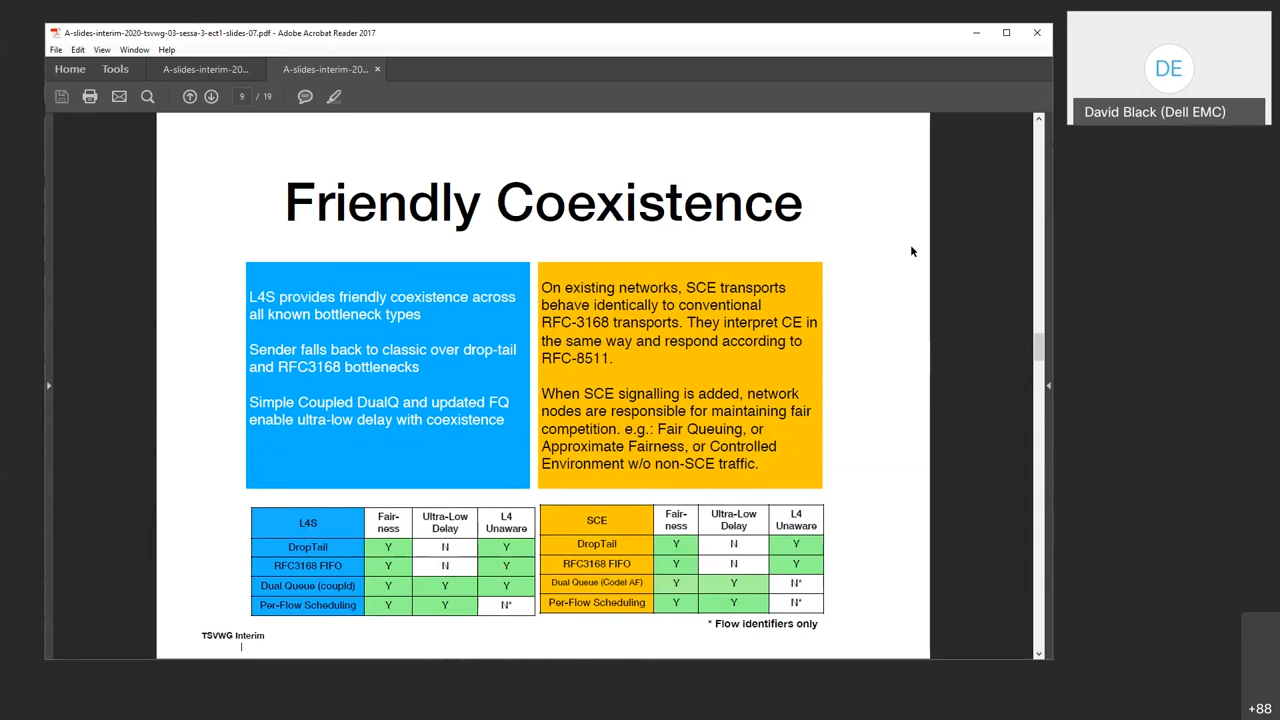 A-slides-interim-2020-tsvwg-03-sessa-3-ect1-slides-07.pdf - Adobe Acrobat Reader 2017
File Edit View Window Help
Home Tools A-slides-interim-20... A-slides-interim-20... ×
9 / 19
DE
David Black (Dell EMC)
Friendly Coexistence
L4S provides friendly coexistence across
all known bottleneck types
Sender falls back to classic over drop-tail
and RFC3168 bottlenecks
Simple Coupled DualQ and updated FQ
enable ultra-low delay with coexistence
On existing networks, SCE transports
behave identically to conventional
RFC-3168 transports. They interpret CE in
the same way and respond according to
RFC-8511.
When SCE signalling is added, network
nodes are responsible for maintaining fair
competition. e.g.: Fair Queuing, or
Approximate Fairness, or Controlled
Environment w/o non-SCE traffic.
L4S Fair-ness Ultra-Low Delay L4 Unaware
DropTail Y N Y
RFC3168 FIFO Y N Y
Dual Queue (coupld) Y Y Y
Per-Flow Scheduling Y Y N*
SCE Fair-ness Ultra-Low Delay L4 Unaware
DropTail Y N Y
RFC3168 FIFO Y N Y
Dual Queue (Codel AF) Y Y N*
Per-Flow Scheduling Y Y N*
* Flow identifiers only
TSVWG Interim
+88